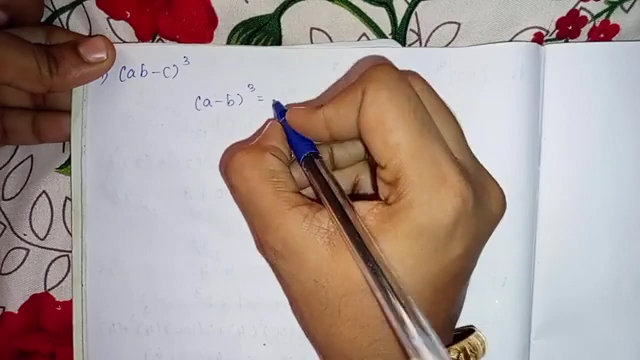 ) (ab-c)³
(a-b)³ =